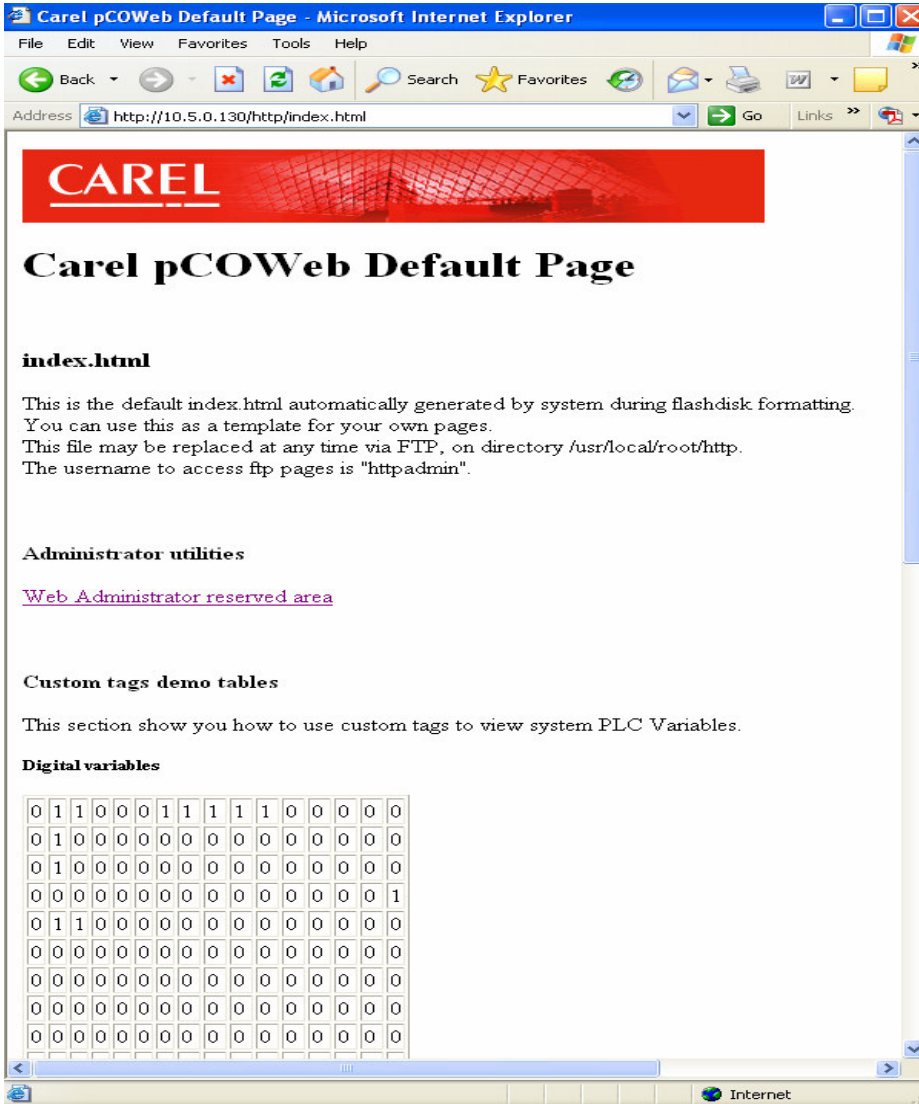 Carel pCOWeb Default Page - Microsoft Internet Explorer
File Edit View Favorites Tools Help
Back Search Favorites
Address http://10.5.0.130/http/index.html Go Links
CAREL
Carel pCOWeb Default Page
index.html
This is the default index.html automatically generated by system during flashdisk formatting.
You can use this as a template for your own pages.
This file may be replaced at any time via FTP, on directory /usr/local/root/http.
The username to access ftp pages is "httpadmin".
Administrator utilities
Web Administrator reserved area
Custom tags demo tables
This section show you how to use custom tags to view system PLC Variables.
Digital variables
0 1 1 0 0 0 1 1 1 1 1 0 0 0 0 0
0 1 0 0 0 0 0 0 0 0 0 0 0 0 0 0
0 1 0 0 0 0 0 0 0 0 0 0 0 0 0 0
0 0 0 0 0 0 0 0 0 0 0 0 0 0 0 1
0 1 1 0 0 0 0 0 0 0 0 0 0 0 0 0
0 0 0 0 0 0 0 0 0 0 0 0 0 0 0 0
0 0 0 0 0 0 0 0 0 0 0 0 0 0 0 0
0 0 0 0 0 0 0 0 0 0 0 0 0 0 0 0
0 0 0 0 0 0 0 0 0 0 0 0 0 0 0 0
Internet